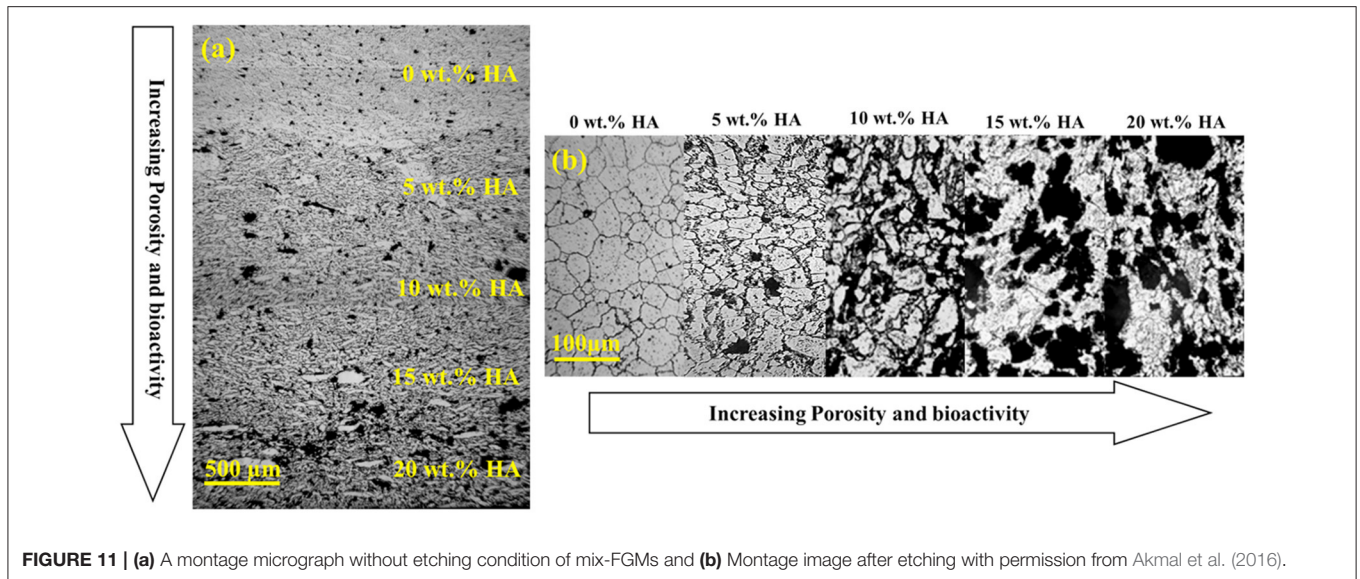 Increasing Porosity and bioactivity
(a)
0 wt.% HA
5 wt.% HA
10 wt.% HA
15 wt.% HA
20 wt.% HA
500 μm
0 wt.% HA 5 wt.% HA 10 wt.% HA 15 wt.% HA 20 wt.% HA
(b)
100μm
Increasing Porosity and bioactivity
FIGURE 11 | (a) A montage micrograph without etching condition of mix-FGMs and (b) Montage image after etching with permission from Akmal et al. (2016).